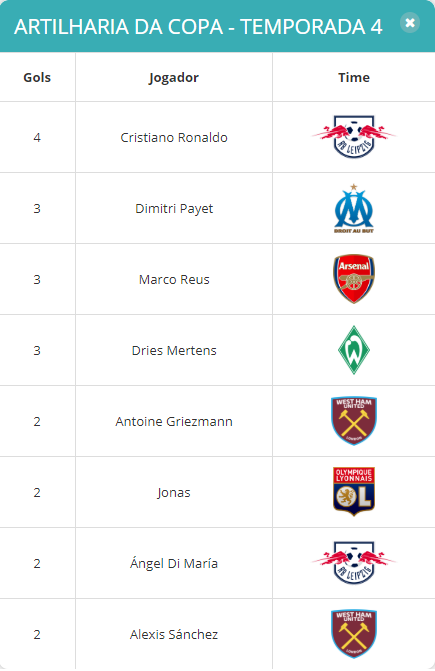 ARTILHARIA DA COPA - TEMPORADA 4
Gols Jogador Time
4 Cristiano Ronaldo RB LEIPZIG
3 Dimitri Payet DROIT AU BUT
3 Marco Reus Arsenal
3 Dries Mertens W
2 Antoine Griezmann WEST HAM UNITED LONDON
2 Jonas OLYMPIQUE LYONNAIS OL
2 Ángel Di María RB LEIPZIG
2 Alexis Sánchez WEST HAM UNITED LONDON